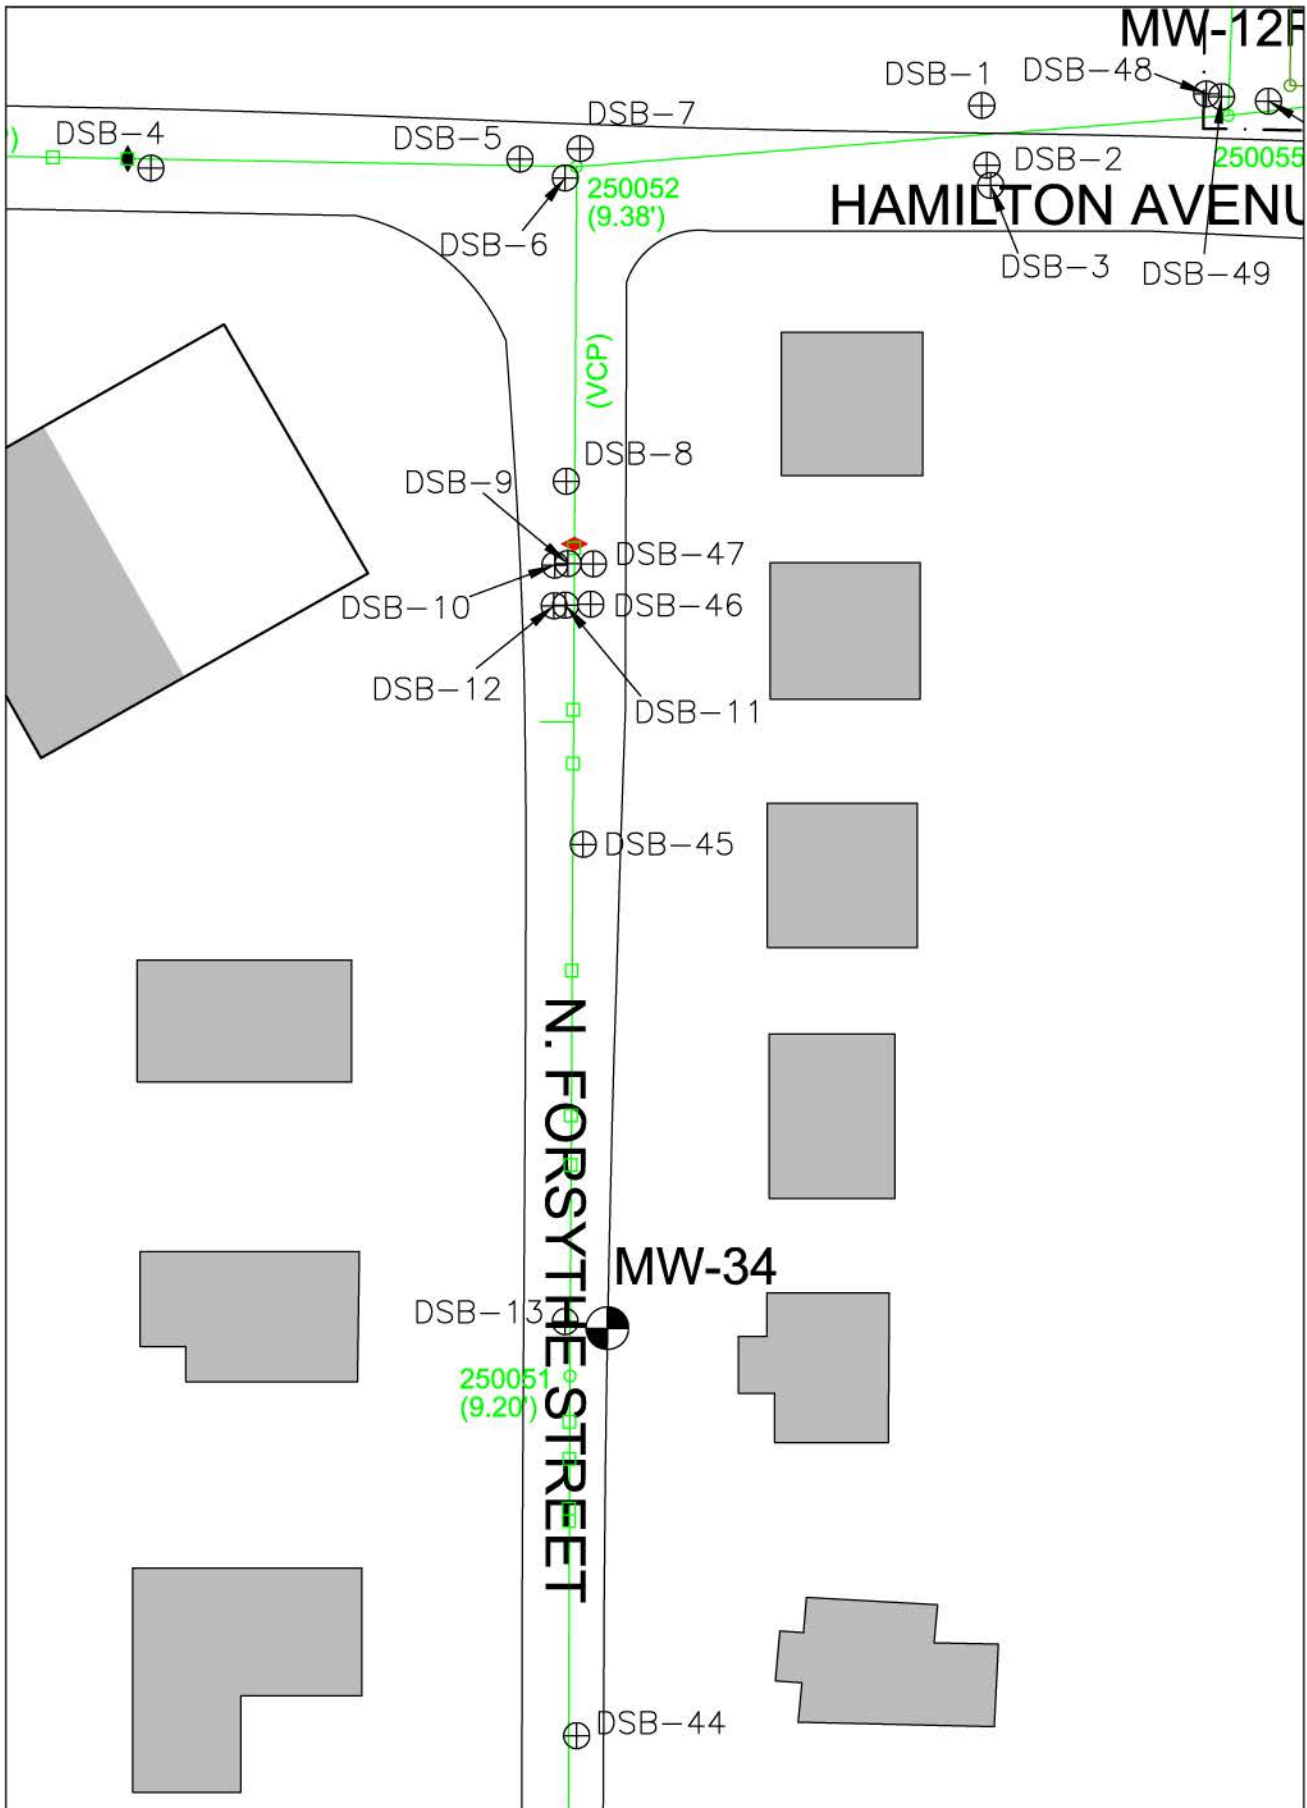 MW-12R
DSB-1
DSB-48
DSB-7
DSB-4
DSB-5
)
DSB-2
250055
250052
(9.38')
HAMILTON AVENU
DSB-6
DSB-3
DSB-49
(VCP)
DSB-8
DSB-9
DSB-47
DSB-10
DSB-46
DSB-12
DSB-11
DSB-45
N. FORSYTHE STREET
MW-34
DSB-13
250051
(9.20')
DSB-44